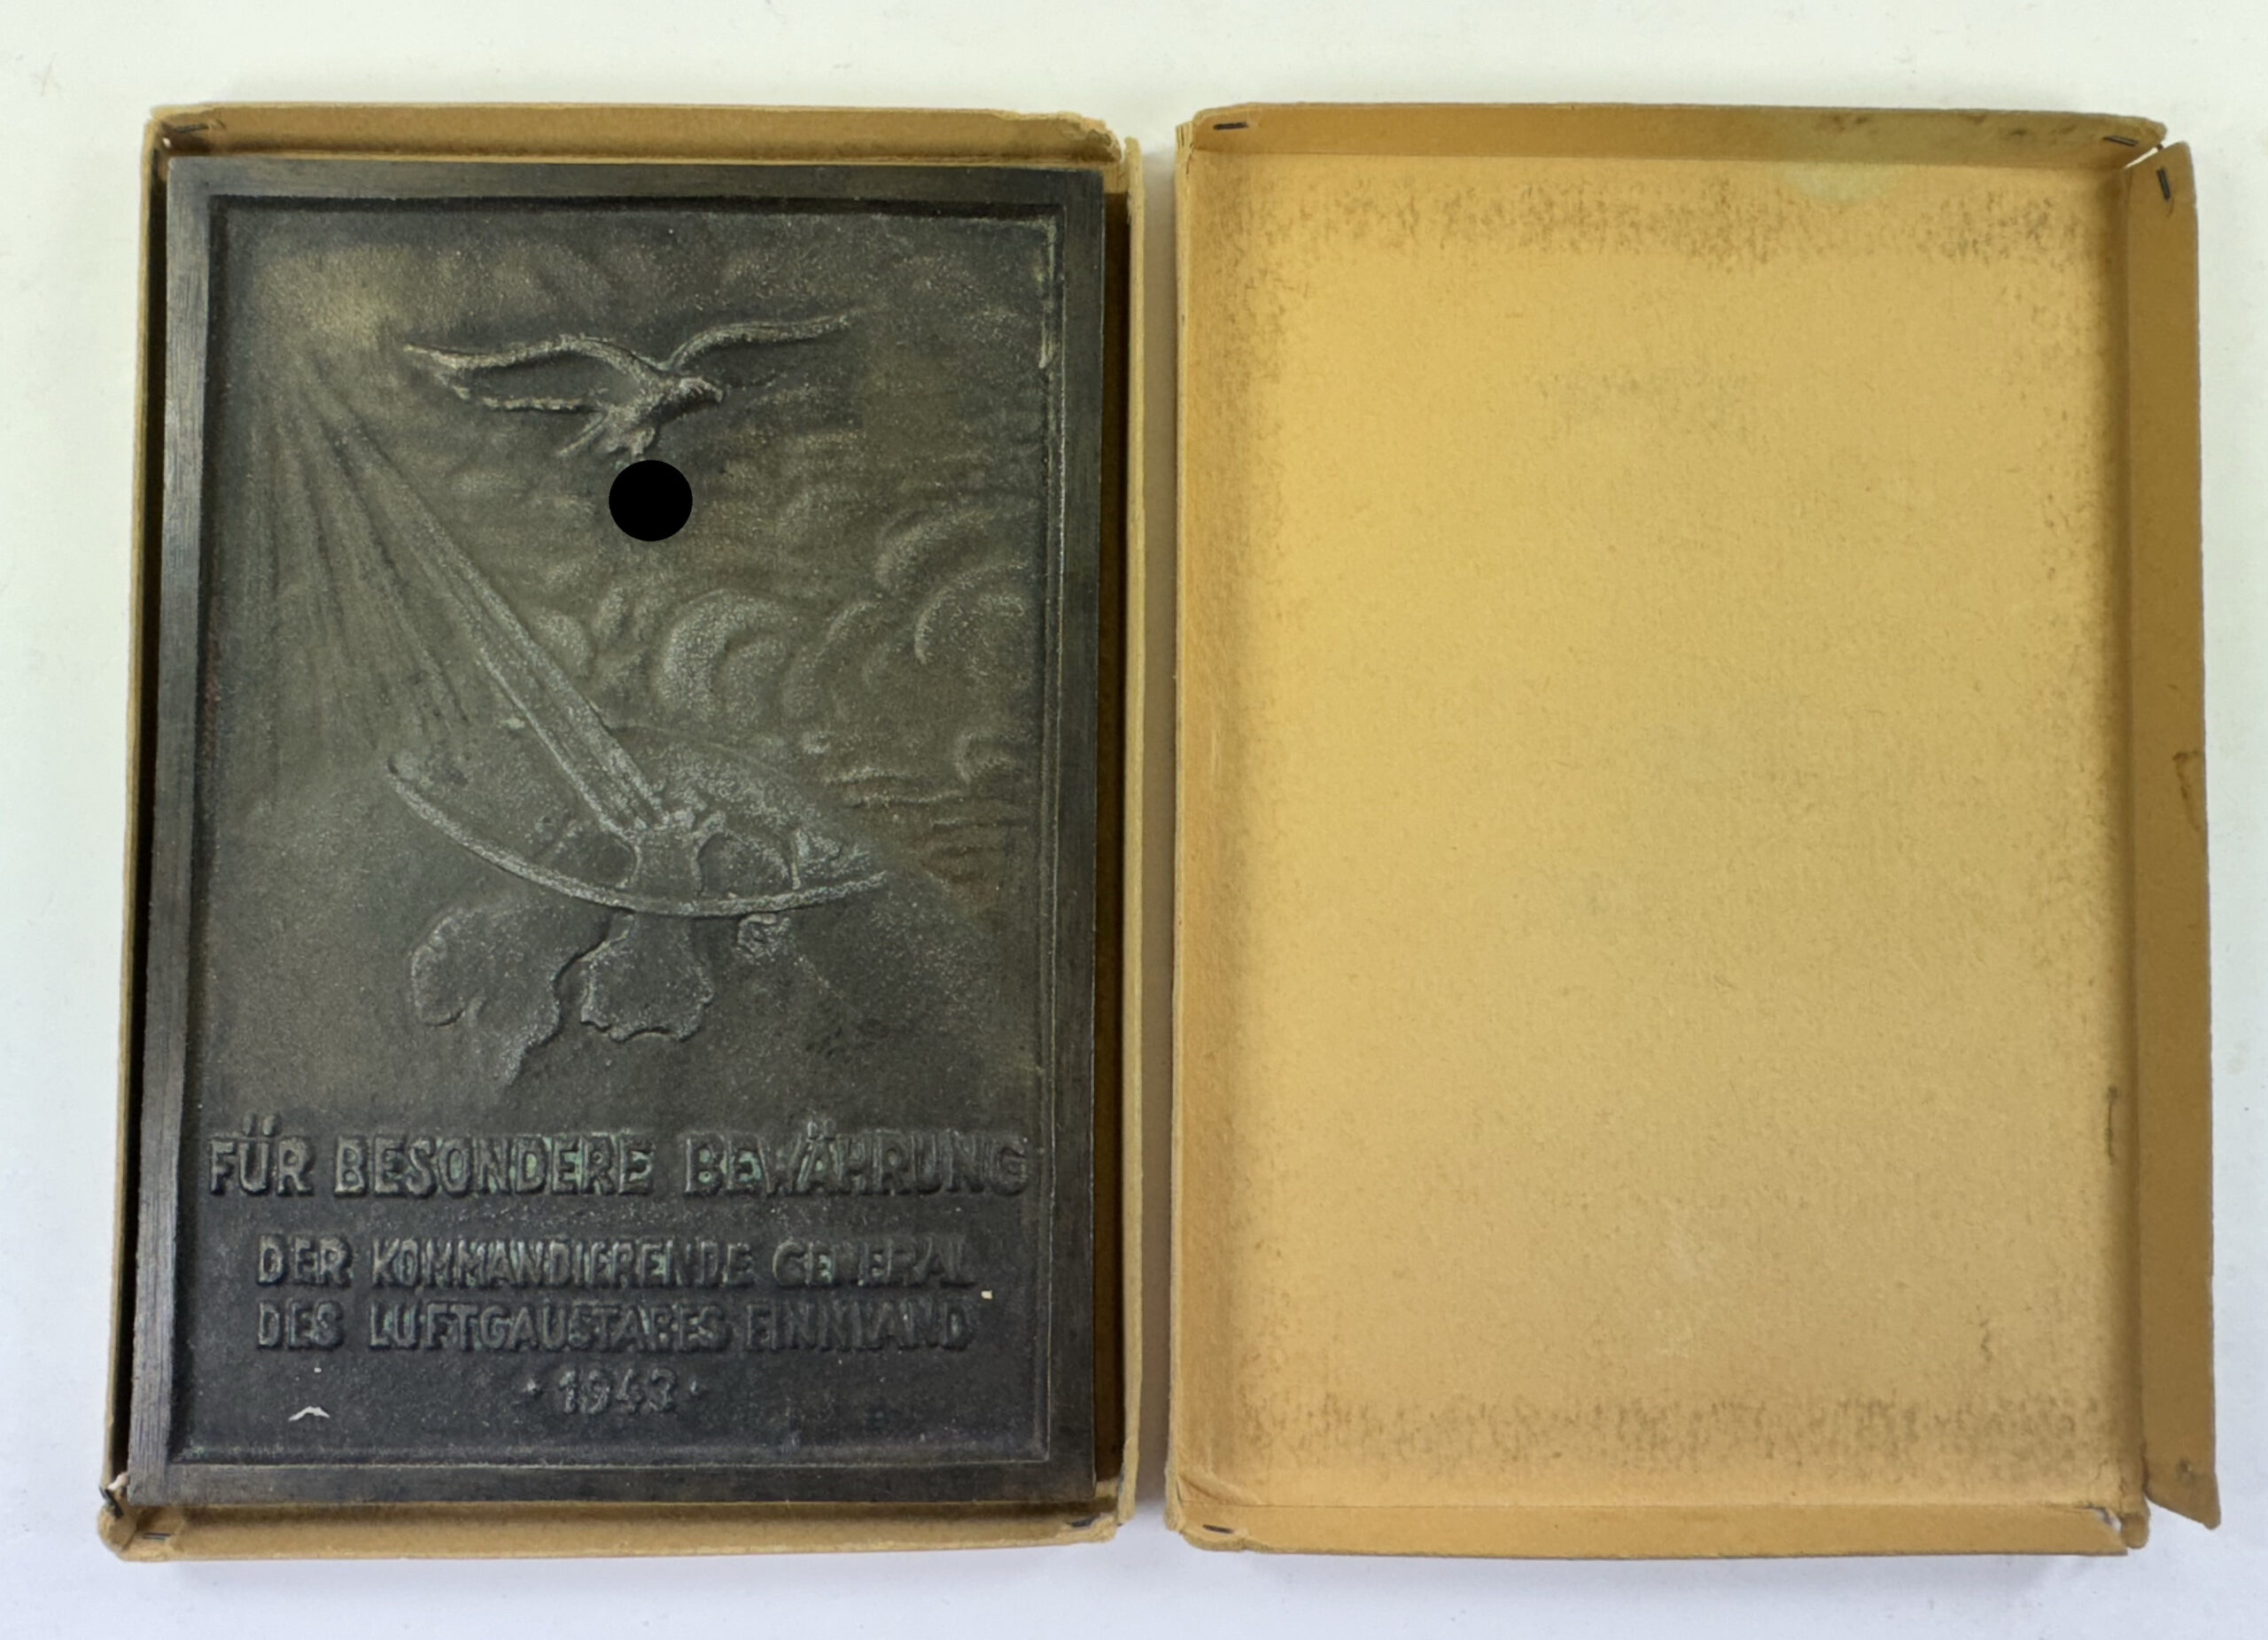 FÜR BESONDERE BEWÄHRUNG
DER KOMMANDIERENDE GENERAL
DES LUFTGAUSTABES FINNLAND
· 1943 ·